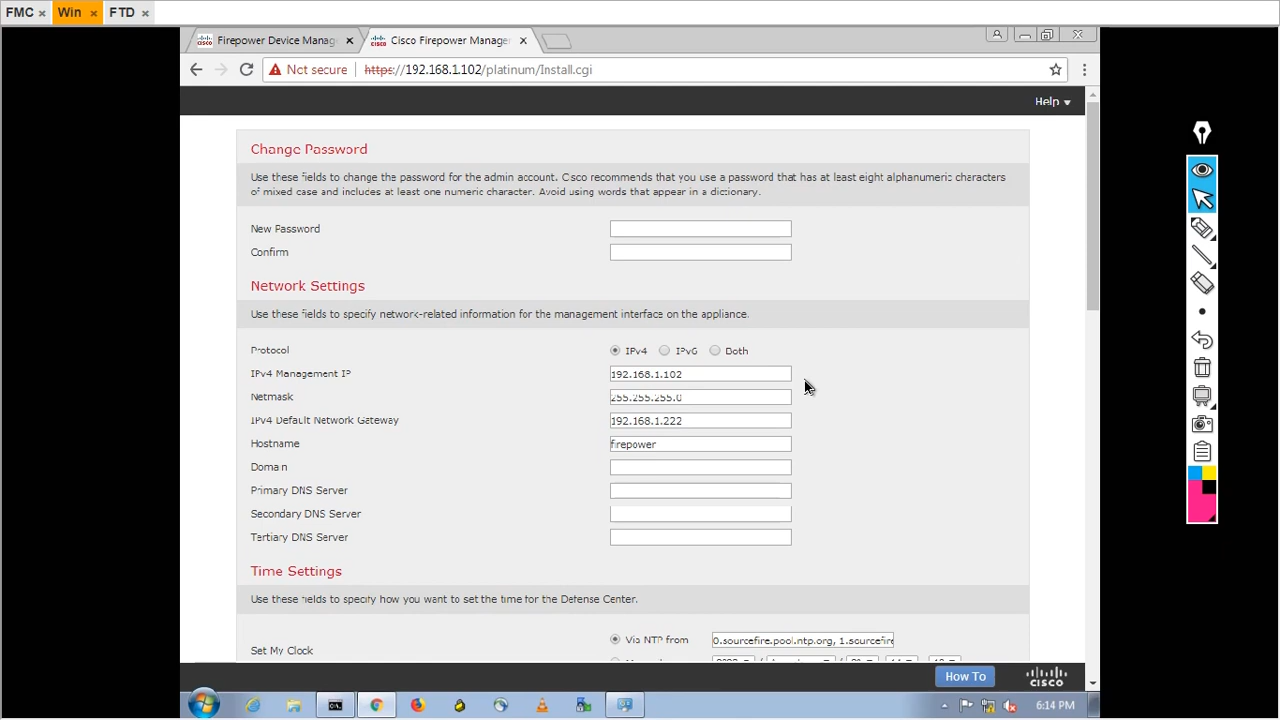 FMC × Win × FTD ×
Firepower Device Manag × Cisco Firepower Manage ×
Not secure https://192.168.1.102/platinum/Install.cgi
Help
Change Password
Use these fields to change the password for the admin account. Cisco recommends that you use a password that has at least eight alphanumeric characters
of mixed case and includes at least one numeric character. Avoid using words that appear in a dictionary.
New Password
Confirm
Network Settings
Use these fields to specify network-related information for the management interface on the appliance.
Protocol IPv4 IPv6 Both
IPv4 Management IP 192.168.1.102
Netmask 255.255.255.0
IPv4 Default Network Gateway 192.168.1.222
Hostname firepower
Domain
Primary DNS Server
Secondary DNS Server
Tertiary DNS Server
Time Settings
Use these fields to specify how you want to set the time for the Defense Center.
Set My Clock Via NTP from 0.sourcefire.pool.ntp.org, 1.sourcefire
How To
CISCO
6:14 PM